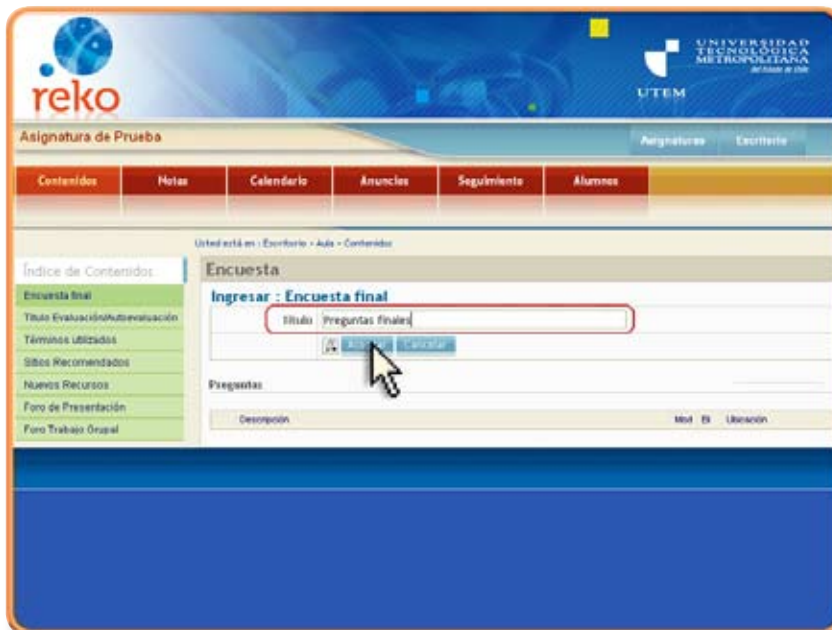 reko
UNIVERSIDAD
TECNOLÓGICA
METROPOLITANA
del Estado de Chile
UTEM
Asignatura de Prueba
Asignaturas Escritorio
Contenidos Notas Calendario Anuncios Seguimiento Alumnos
Usted está en : Escritorio - Aula - Contenidos
Índice de Contenidos
Encuesta
Encuesta final
Ingresar : Encuesta final
Título Evaluación/Autoevaluación
Título Preguntas finales
Términos utilizados
Cancelar
Sitios Recomendados
Nuevos Recursos
Preguntas
Foro de Presentación
Foro Trabajo Grupal
Descripción Mod El Ubicación